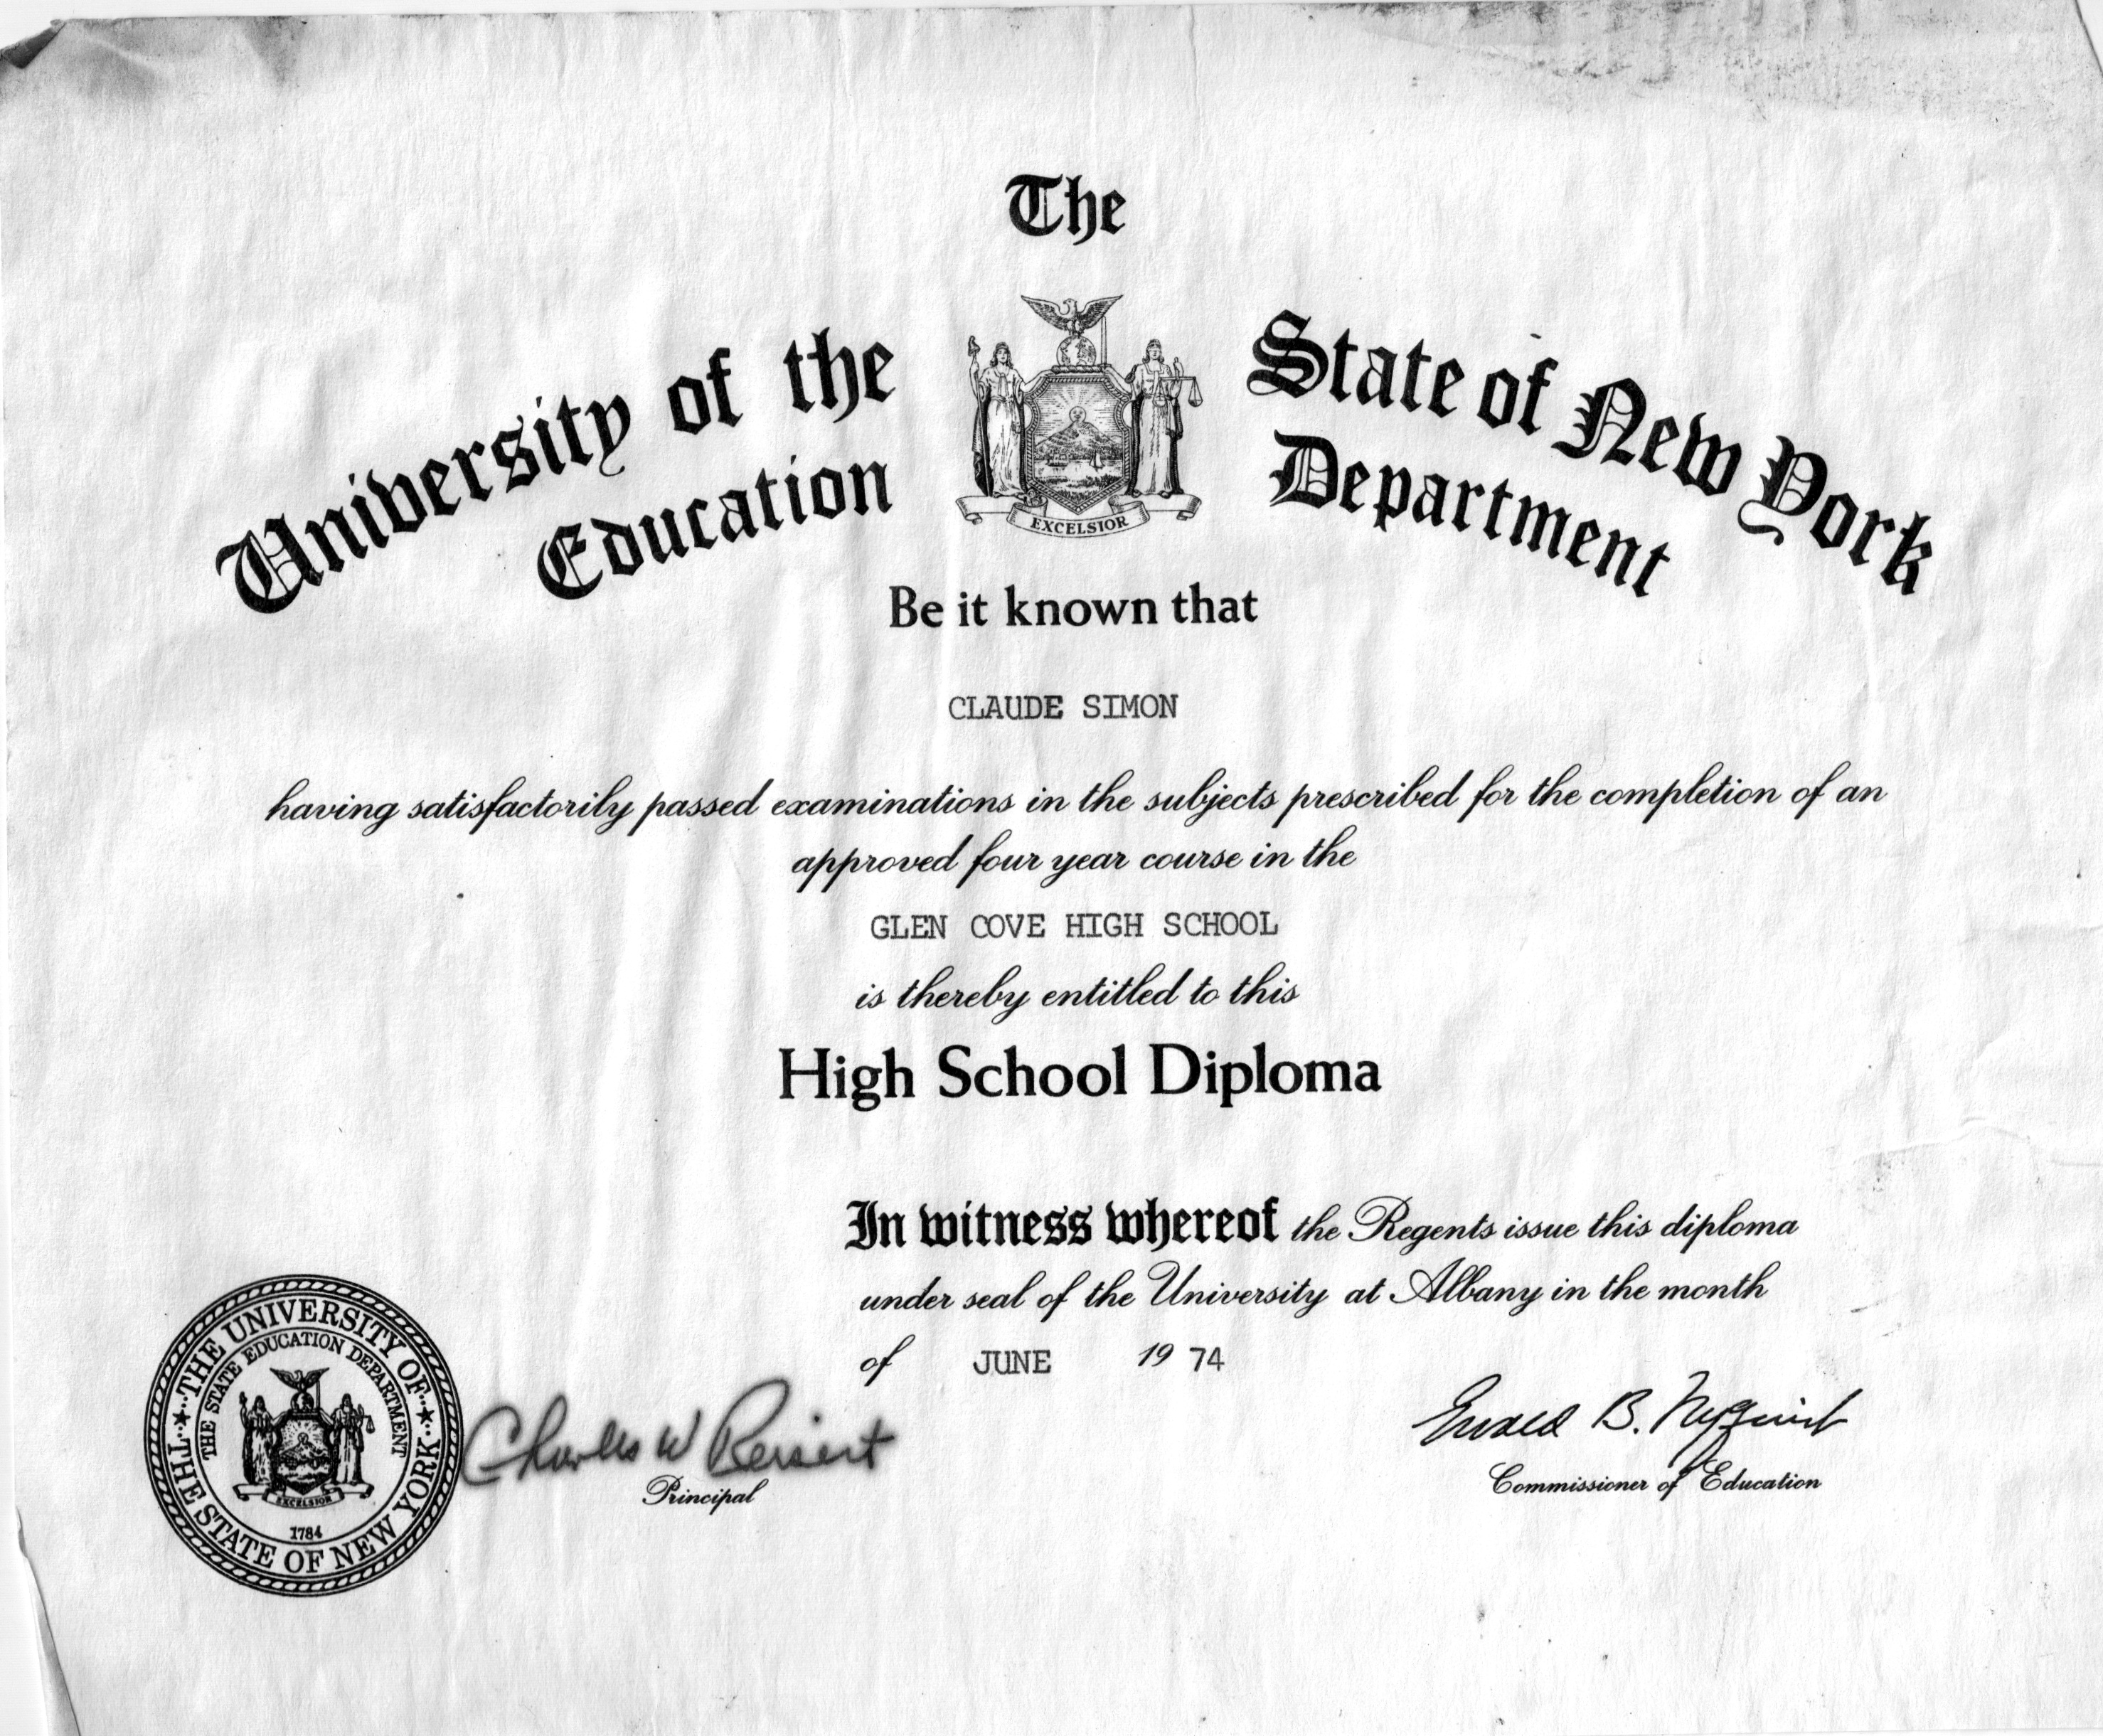 The
University of the State of New York
Education Department
EXCELSIOR
Be it known that
CLAUDE SIMON
having satisfactorily passed examinations in the subjects prescribed for the completion of an
approved four year course in the
GLEN COVE HIGH SCHOOL
is thereby entitled to this
High School Diploma
In witness whereof the Regents issue this diploma
under seal of the University at Albany in the month
of JUNE 19 74
THE UNIVERSITY OF THE STATE OF NEW YORK
THE STATE EDUCATION DEPARTMENT
EXCELSIOR
1784
Charles W Reisert
Principal
Ewald B. Nyquist
Commissioner of Education